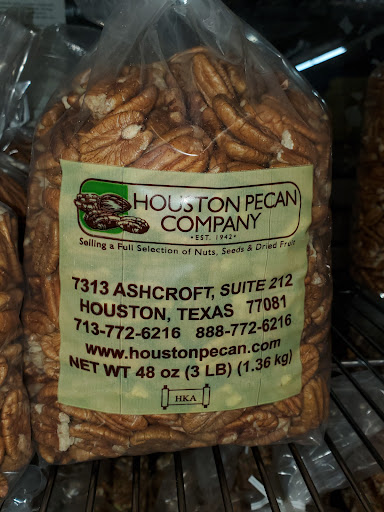 HOUSTON PECAN
COMPANY
• EST. 1942 •
Selling a Full Selection of Nuts, Seeds & Dried Fruit
7313 ASHCROFT, SUITE 212
HOUSTON, TEXAS 77081
713-772-6216 888-772-6216
www.houstonpecan.com
NET WT 48 oz (3 LB) (1.36 kg)
HKA